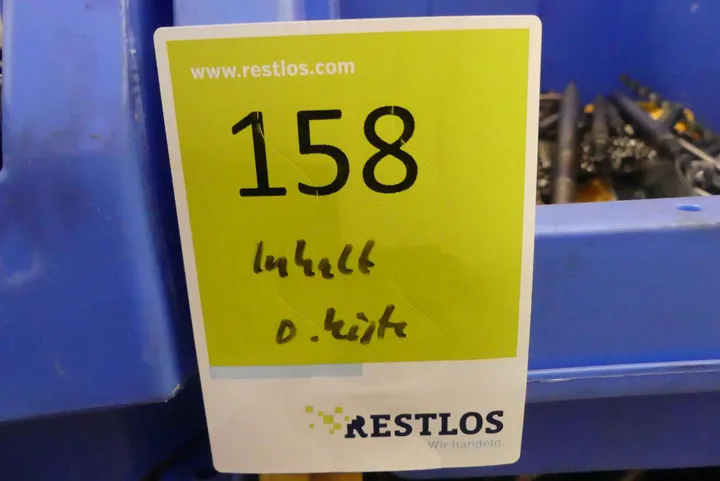 www.restlos.com
158
Inhalt
o. Kiste
RESTLOS
Wir handeln.